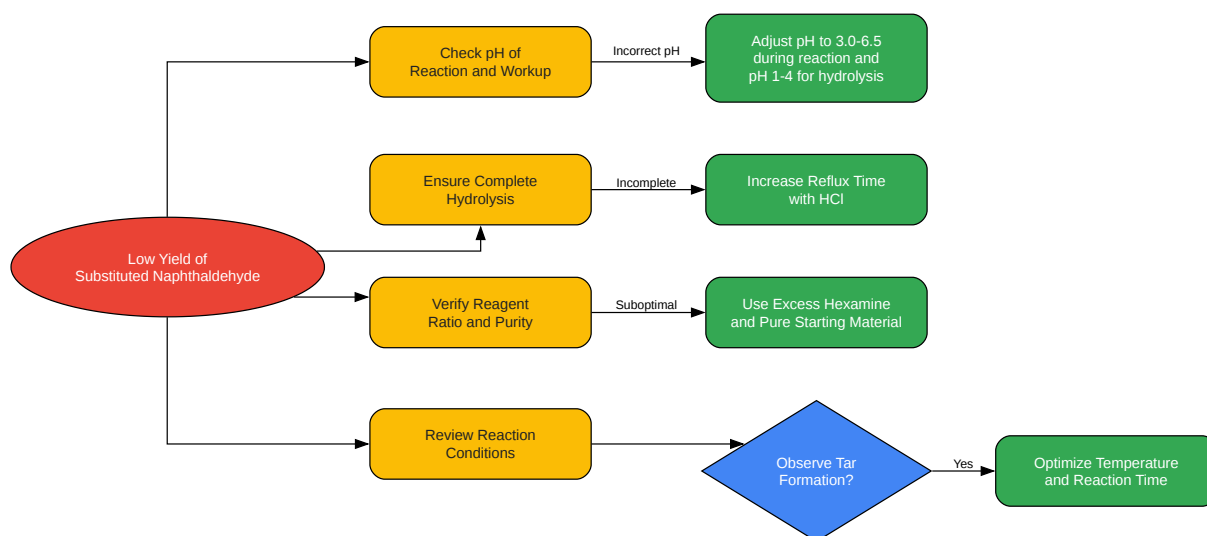 Check pH of
Reaction and Workup
Incorrect pH
Adjust pH to 3.0-6.5
during reaction and
pH 1-4 for hydrolysis
Ensure Complete
Hydrolysis
Incomplete
Increase Reflux Time
with HCl
Low Yield of
Substituted Naphthaldehyde
Verify Reagent
Ratio and Purity
Suboptimal
Use Excess Hexamine
and Pure Starting Material
Review Reaction
Conditions
Observe Tar
Formation?
Yes
Optimize Temperature
and Reaction Time